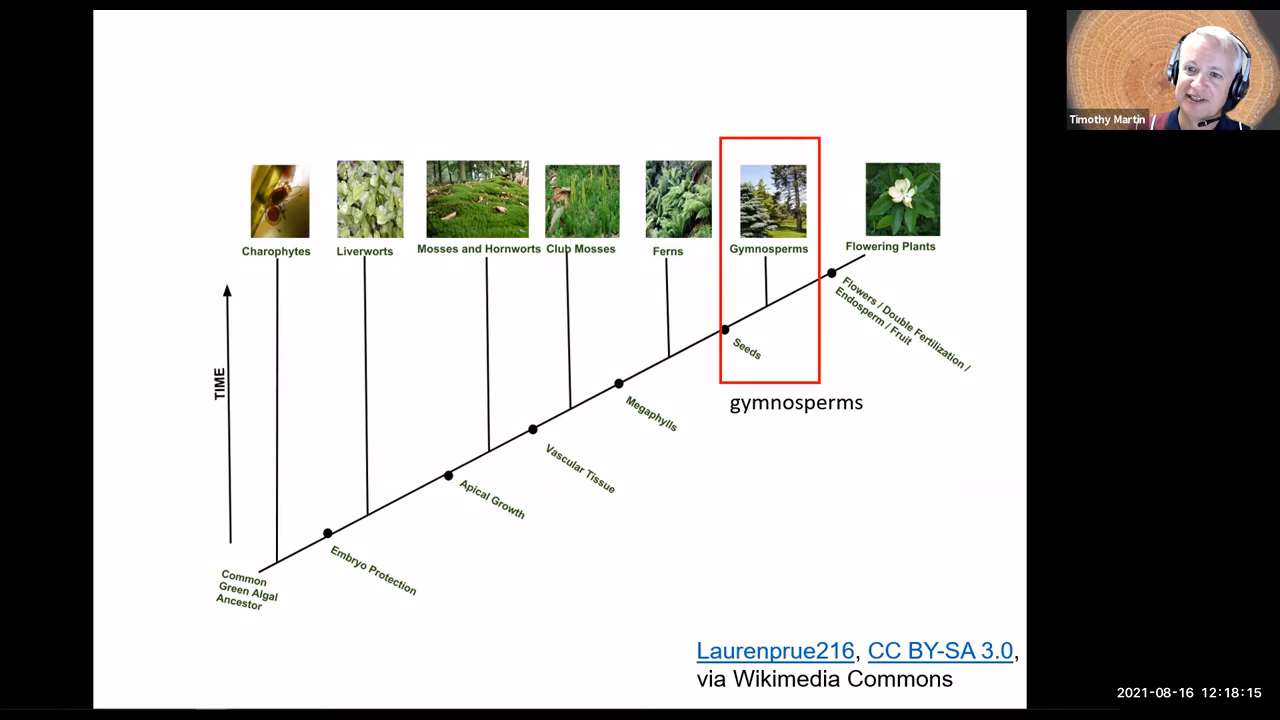 Timothy Martin
Charophytes
Liverworts
Mosses and Hornworts
Club Mosses
Ferns
Gymnosperms
Flowering Plants
TIME
Flowers / Double Fertilization /
Endosperm / Fruit
Seeds
gymnosperms
Megaphylls
Vascular Tissue
Apical Growth
Embryo Protection
Common
Green Algal
Ancestor
Laurenprue216, CC BY-SA 3.0,
via Wikimedia Commons
2021-08-16 12:18:15